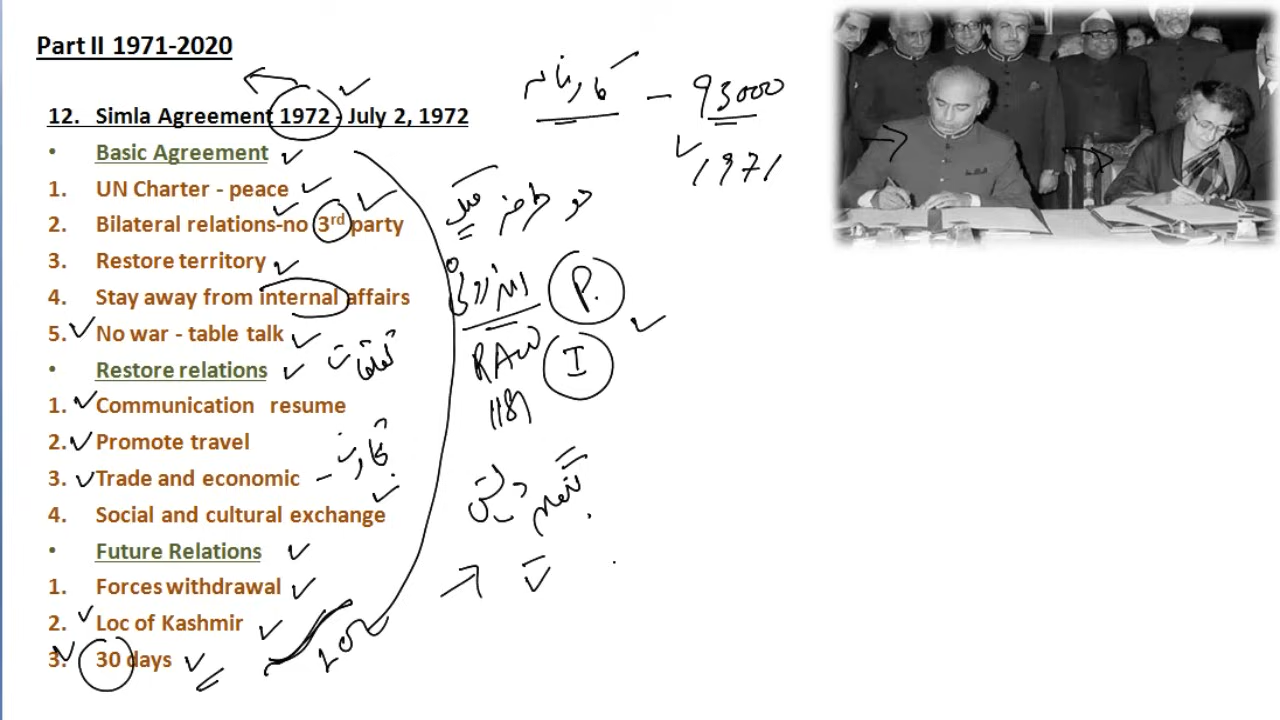 Part II 1971-2020
12. Simla Agreement 1972 - July 2, 1972
• Basic Agreement
1. UN Charter - peace
2. Bilateral relations-no 3rd party
3. Restore territory
4. Stay away from internal affairs
5. No war - table talk
• Restore relations
1. Communication resume
2. Promote travel
3. Trade and economic
4. Social and cultural exchange
• Future Relations
1. Forces withdrawal
2. Loc of Kashmir
3. 30 days
کارنامہ - 93000
1971
دو طرفہ
اندرونی P.
RAW I
تعلقات
تجارت
LOC